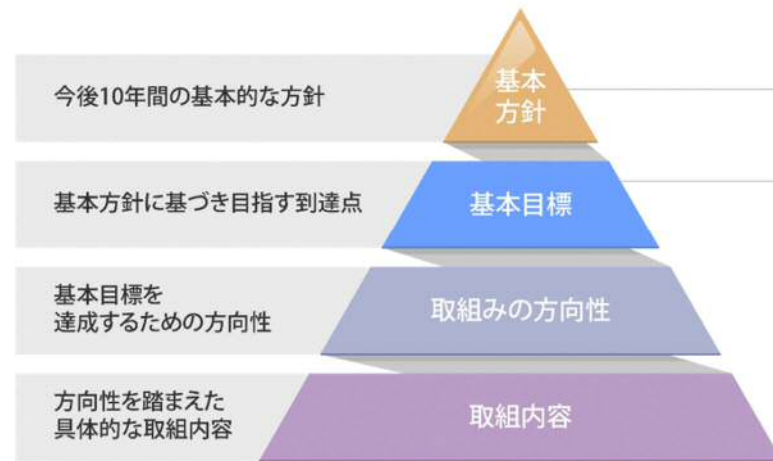 今後10年間の基本的な方針
基本
方針
基本方針に基づき目指す到達点
基本目標
基本目標を
達成するための方向性
取組みの方向性
方向性を踏まえた
具体的な取組内容
取組内容